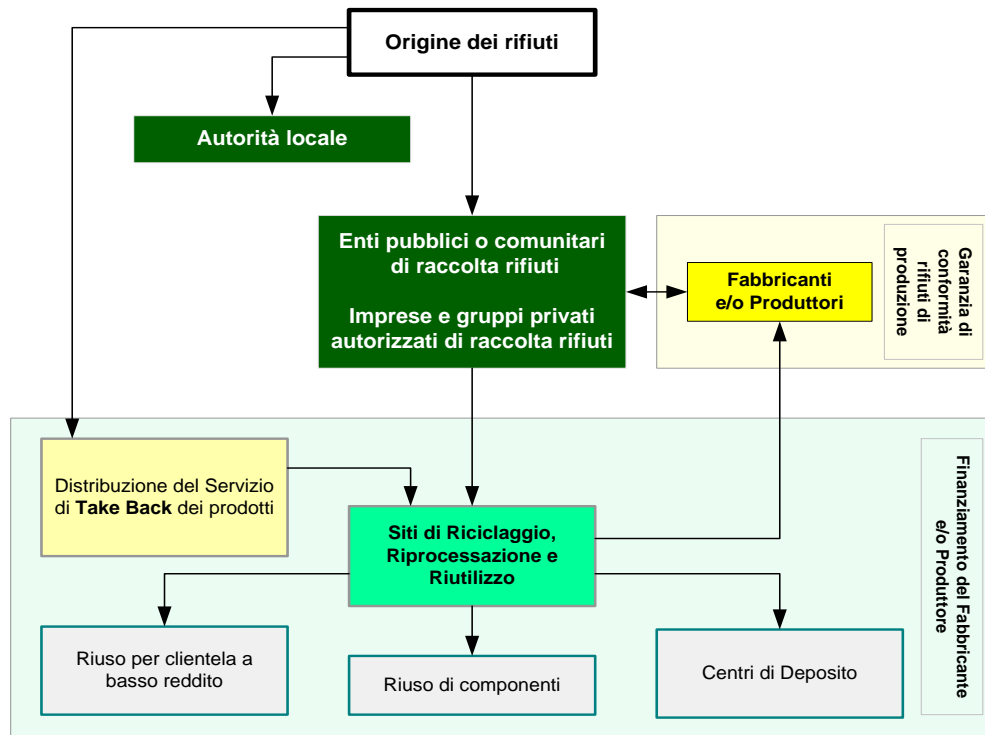 Origine dei rifiuti
Autorità locale
Enti pubblici o comunitari
di raccolta rifiuti
Imprese e gruppi privati
autorizzati di raccolta rifiuti
Fabbricanti
e/o Produttori
Garanzia di
conformità
rifiuti di
produzione
Distribuzione del Servizio
di Take Back dei prodotti
Siti di Riciclaggio,
Riprocessazione e
Riutilizzo
Finanziamento del Fabbricante
e/o Produttore
Riuso per clientela a
basso reddito
Riuso di componenti
Centri di Deposito